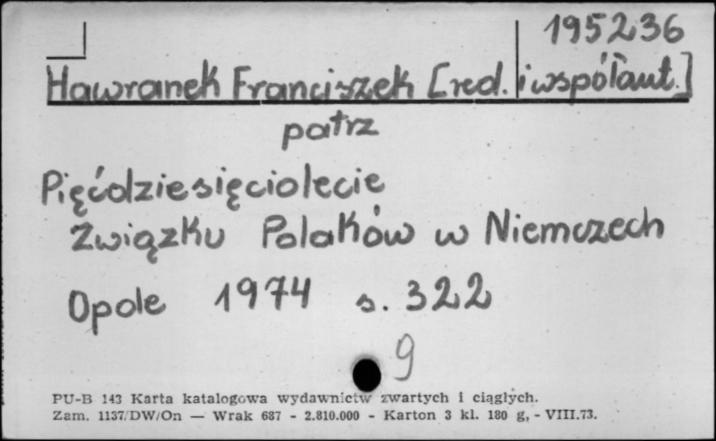 195236
Hawranek Franciszek [red. i współaut.]
patrz
Pięćdziesięciolecie
Związku Polaków w Niemczech
Opole 1974 s. 322
9
PU-B 143 Karta katalogowa wydawnictw zwartych i ciągłych.
Zam. 1137/DW/On — Wrak 687 - 2.810.000 - Karton 3 kl. 180 g, - VIII.73.